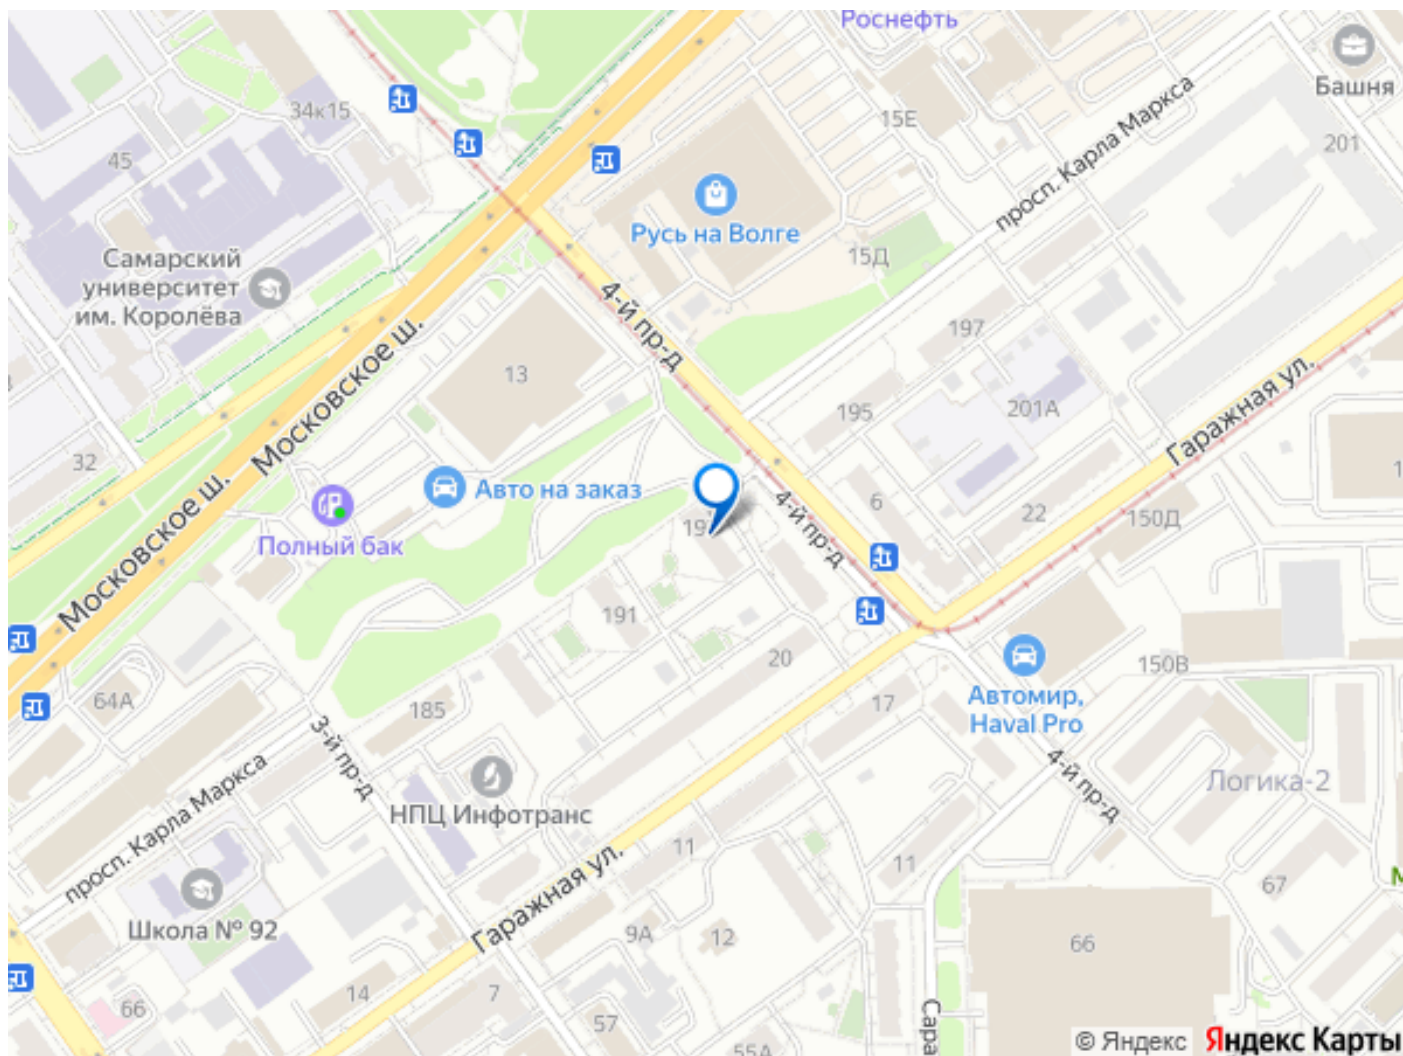 Роснефть
Башня
34к15
15Е
просп. Карла Маркса
201
45
Русь на Волге
Самарский
университет
им. Королёва
15Д
4-й пр-д
197
Московское ш.
13
201А
195
Гаражная ул.
32
Московское ш.
Авто на заказ
4-й пр-д
6
22
150Д
Полный бак
191
20
150В
64А
185
17
Автомир,
Haval Pro
3-й пр-д
4-й пр-д
Логика-2
просп. Карла Маркса
НПЦ Инфотранс
11
11
67
Гаражная ул.
Школа № 92
9А
12
66
66
14
7
57
55А
Сара
© Яндекс
Яндекс Карты